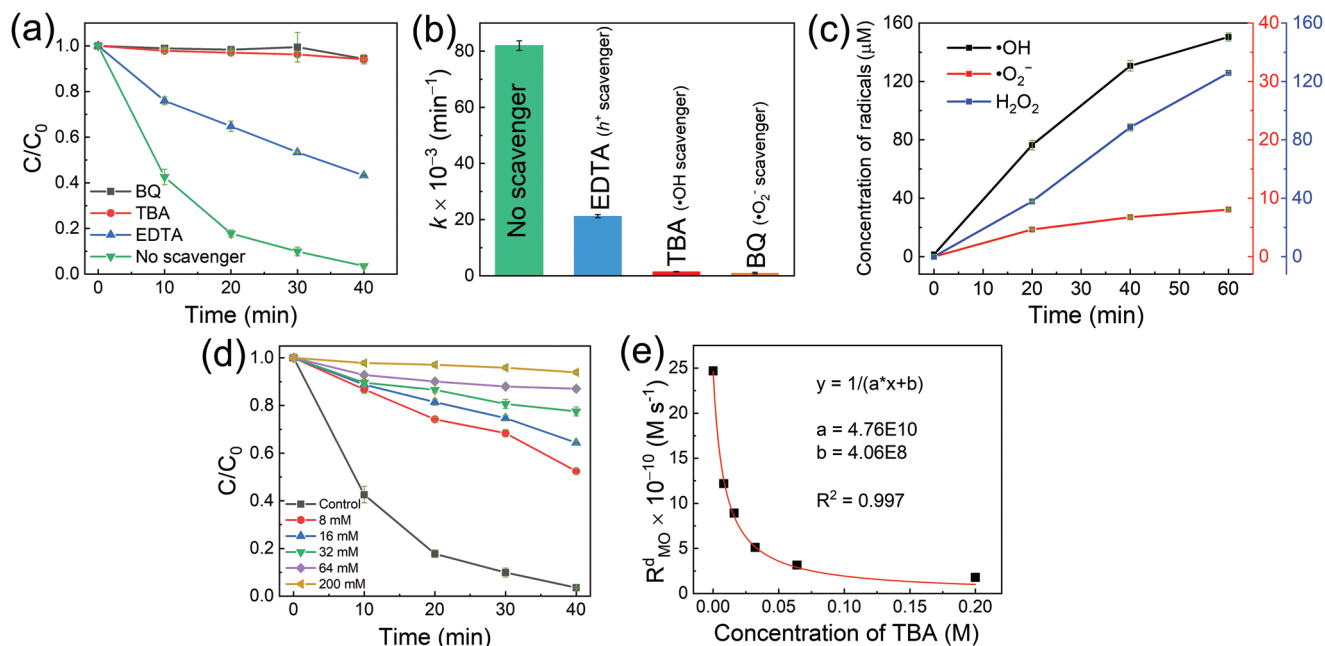 (a)
C/C0
1.0
0.8
0.6
0.4
0.2
0.0
BQ
TBA
EDTA
No scavenger
0
10
20
30
40
Time (min)
(b)
k × 10⁻³ (min⁻¹)
80
60
40
20
0
No scavenger
EDTA (h⁺ scavenger)
TBA (•OH scavenger)
BQ (•O₂⁻ scavenger)
(c)
Concentration of radicals (μM)
160
120
80
40
0
•OH
•O₂⁻
H₂O₂
0 10 20 30 40 50 60
Time (min)
40
30
20
10
0
160
120
80
40
0
(d)
C/C0
1.0
0.8
0.6
0.4
0.2
0.0
Control
8 mM
16 mM
32 mM
64 mM
200 mM
0
10
20
30
40
Time (min)
(e)
RᵈMO × 10⁻¹⁰ (M s⁻¹)
25
20
15
10
5
0
y = 1/(a*x+b)
a = 4.76E10
b = 4.06E8
R² = 0.997
0.00 0.05 0.10 0.15 0.20
Concentration of TBA (M)